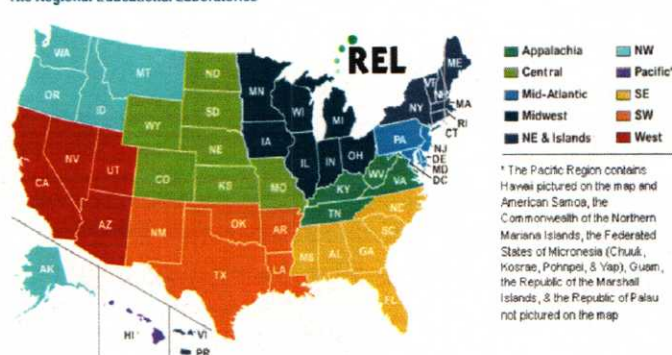 The Regional Educational Laboratories
REL
WA
MT
ND
OR
ID
SD
WY
NE
NV
UT
CA
CO
KS
MO
AZ
NM
OK
AR
TX
LA
MN
WI
MI
IA
IL
IN
OH
ME
VT
NH
NY
MA
RI
CT
PA
NJ
DE
MD
DC
WV
VA
KY
TN
NC
SC
MS
AL
GA
FL
AK
HI
VI
PR
Appalachia
Central
Mid-Atlantic
Midwest
NE & Islands
NW
Pacific*
SE
SW
West
* The Pacific Region contains
Hawaii pictured on the map and
American Samoa, the
Commonwealth of the Northern
Mariana Islands, the Federated
States of Micronesia (Chuuk,
Kosrae, Pohnpei, & Yap), Guam,
the Republic of the Marshall
Islands, & the Republic of Palau
not pictured on the map